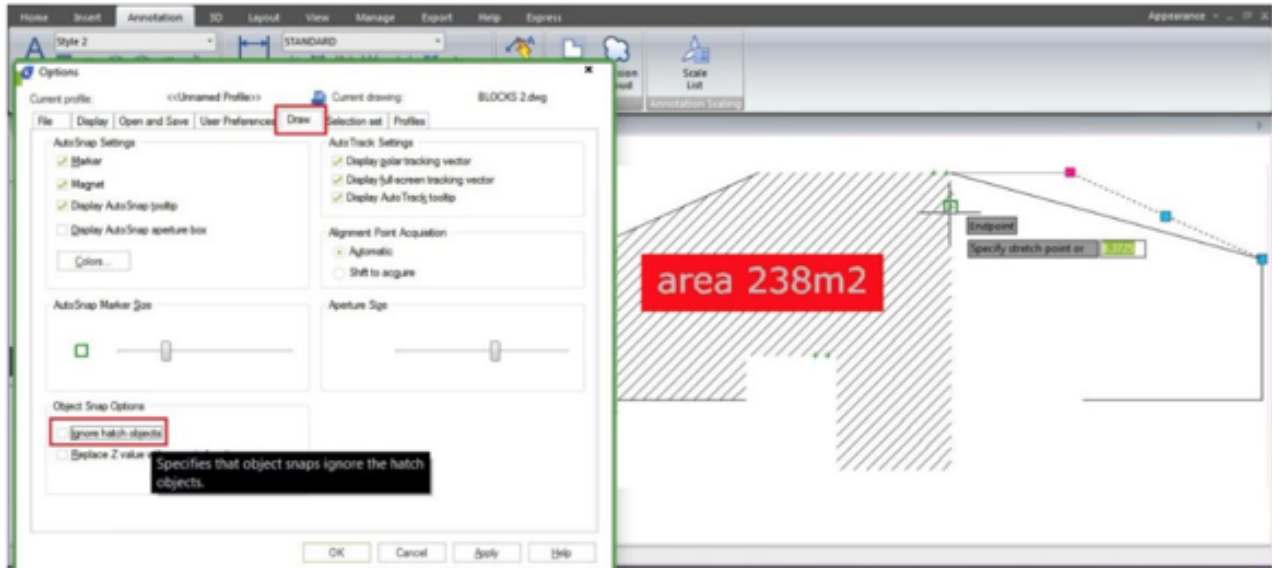 Home Insert Annotation 3D Layout View Manage Export Help Express Appearance
Style 2 STANDARD
Scale
List
Annotation Scaling
Options
Current profile: <<Unnamed Profile>> Current drawing: BLOCKS 2.dwg
File Display Open and Save User Preferences Draw Selection set Profiles
AutoSnap Settings
Marker
Magnet
Display AutoSnap tooltip
Display AutoSnap aperture box
Colors...
AutoTrack Settings
Display polar tracking vector
Display full-screen tracking vector
Display AutoTrack tooltip
Alignment Point Acquisition
Automatic
Shift to acquire
AutoSnap Marker Size
Aperture Size
Object Snap Options
Ignore hatch objects
Replace Z value
Specifies that object snaps ignore the hatch
objects.
OK Cancel Apply Help
Endpoint
Specify stretch point or
area 238m2